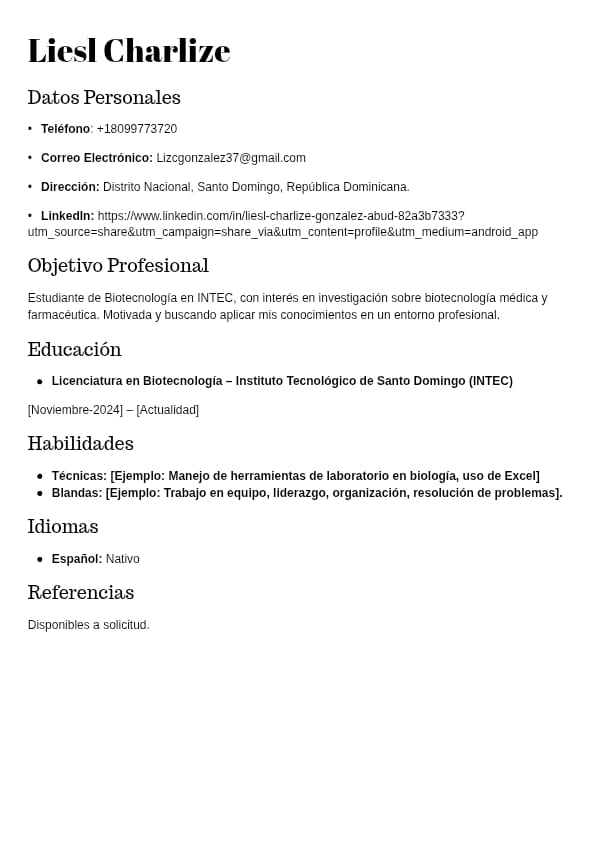 Liesl Charlize
Datos Personales
• Teléfono: +18099773720
• Correo Electrónico: Lizcgonzalez37@gmail.com
• Dirección: Distrito Nacional, Santo Domingo, República Dominicana.
• LinkedIn: https://www.linkedin.com/in/liesl-charlize-gonzalez-abud-82a3b7333?
utm_source=share&utm_campaign=share_via&utm_content=profile&utm_medium=android_app
Objetivo Profesional
Estudiante de Biotecnología en INTEC, con interés en investigación sobre biotecnología médica y
farmacéutica. Motivada y buscando aplicar mis conocimientos en un entorno profesional.
Educación
● Licenciatura en Biotecnología – Instituto Tecnológico de Santo Domingo (INTEC)
[Noviembre-2024] – [Actualidad]
Habilidades
● Técnicas: [Ejemplo: Manejo de herramientas de laboratorio en biología, uso de Excel]
● Blandas: [Ejemplo: Trabajo en equipo, liderazgo, organización, resolución de problemas].
Idiomas
● Español: Nativo
Referencias
Disponibles a solicitud.